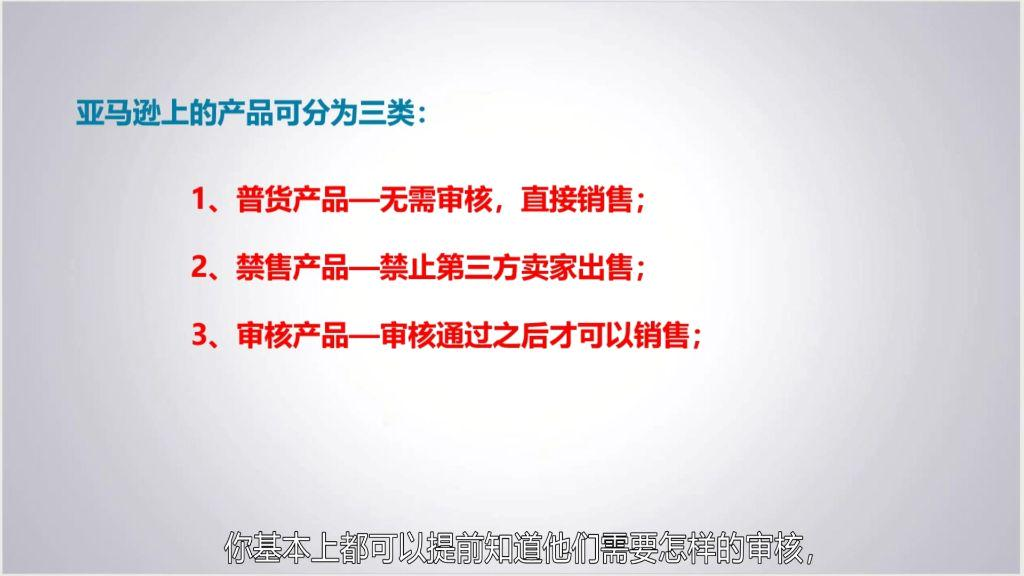 亚马逊上的产品可分为三类：
1、普货产品—无需审核，直接销售；
2、禁售产品—禁止第三方卖家出售；
3、审核产品—审核通过之后才可以销售；
你基本上都可以提前知道他们需要怎样的审核，